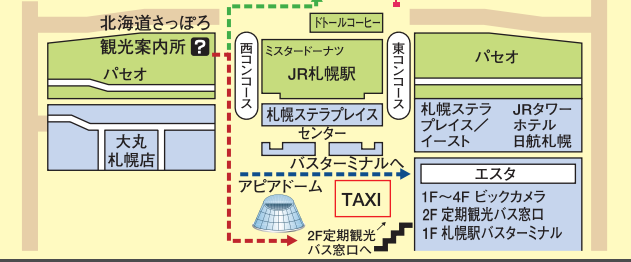 北海道さっぽろ
観光案内所 ?
パセオ
大丸
札幌店
西コンコース
ドトールコーヒー
ミスタードーナツ
JR札幌駅
東コンコース
パセオ
札幌ステラプレイス
センター
バスターミナルへ
札幌ステラ
プレイス／
イースト
JRタワー
ホテル
日航札幌
アピアドーム
TAXI
2F定期観光
バス窓口へ
エスタ
1F〜4F ビックカメラ
2F 定期観光バス窓口
1F 札幌駅バスターミナル